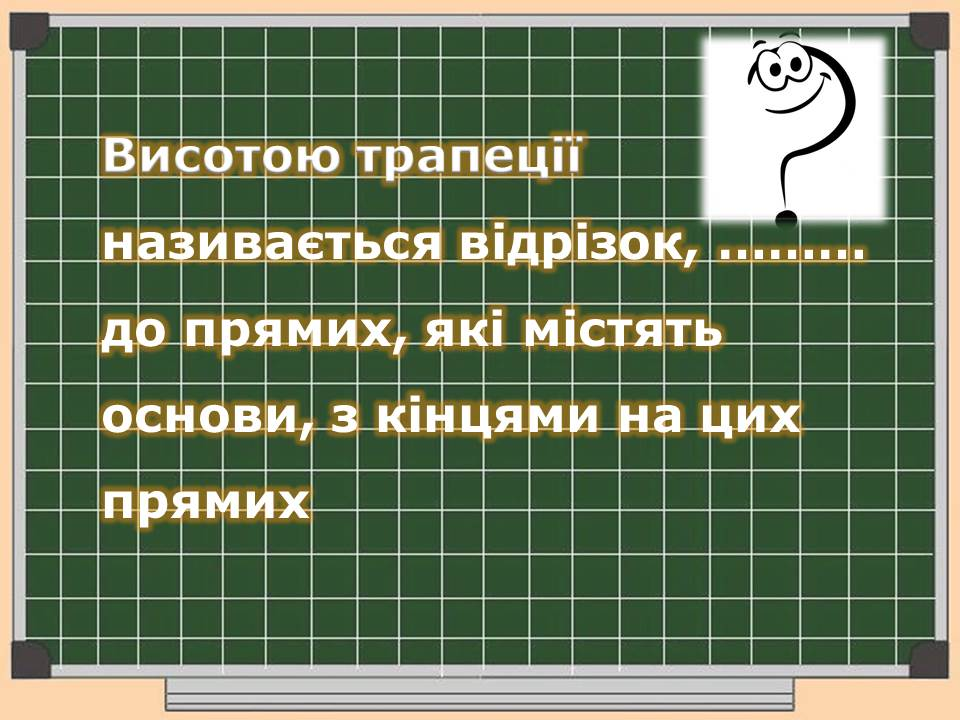 Висотою трапеції
називається відрізок, .........
до прямих, які містять
основи, з кінцями на цих
прямих